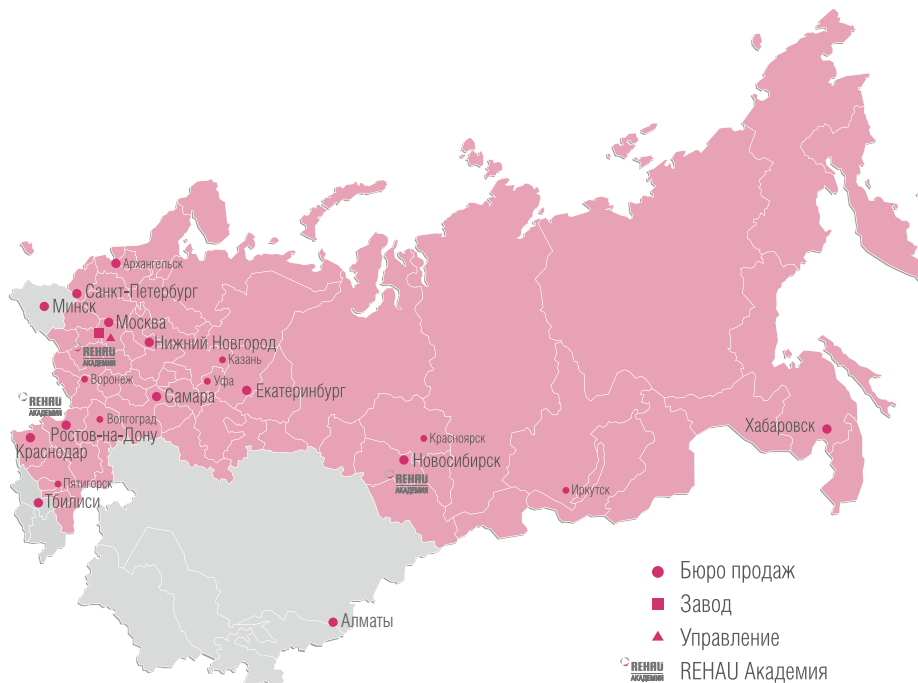 Архангельск
Санкт-Петербург
Минск
Москва
Нижний Новгород
REHAU
АКАДЕМИЯ
Казань
Воронеж
Уфа
Екатеринбург
Самара
REHAU
АКАДЕМИЯ
Волгоград
Ростов-на-Дону
Краснодар
Хабаровск
Красноярск
Новосибирск
REHAU
АКАДЕМИЯ
Пятигорск
Иркутск
Тбилиси
Алматы
Бюро продаж
Завод
Управление
REHAU
АКАДЕМИЯ
REHAU Академия